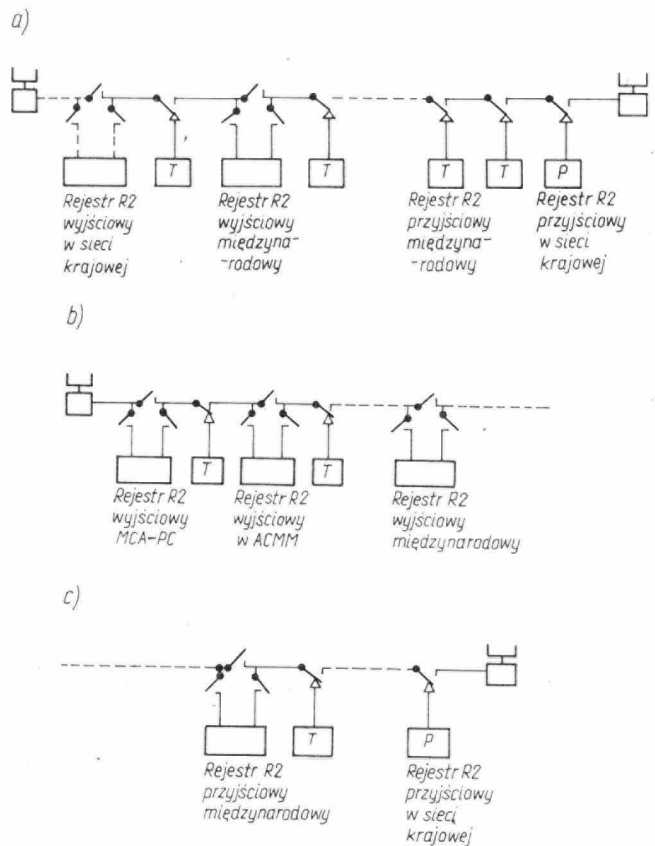 a)
T
T
T
T
P
Rejestr R2
wyjściowy
w sieci
krajowej
Rejestr R2
wyjściowy
międzyna-
-rodowy
Rejestr R2
przyjściowy
międzyna-
-rodowy
Rejestr R2
przyjściowy
w sieci
krajowej
b)
T
T
Rejestr R2
wyjściowy
MCA-PC
Rejestr R2
wyjściowy
w ACMM
Rejestr R2
wyjściowy
międzynarodowy
c)
T
P
Rejestr R2
przyjściowy
międzynarodowy
Rejestr R2
przyjściowy
w sieci
krajowej